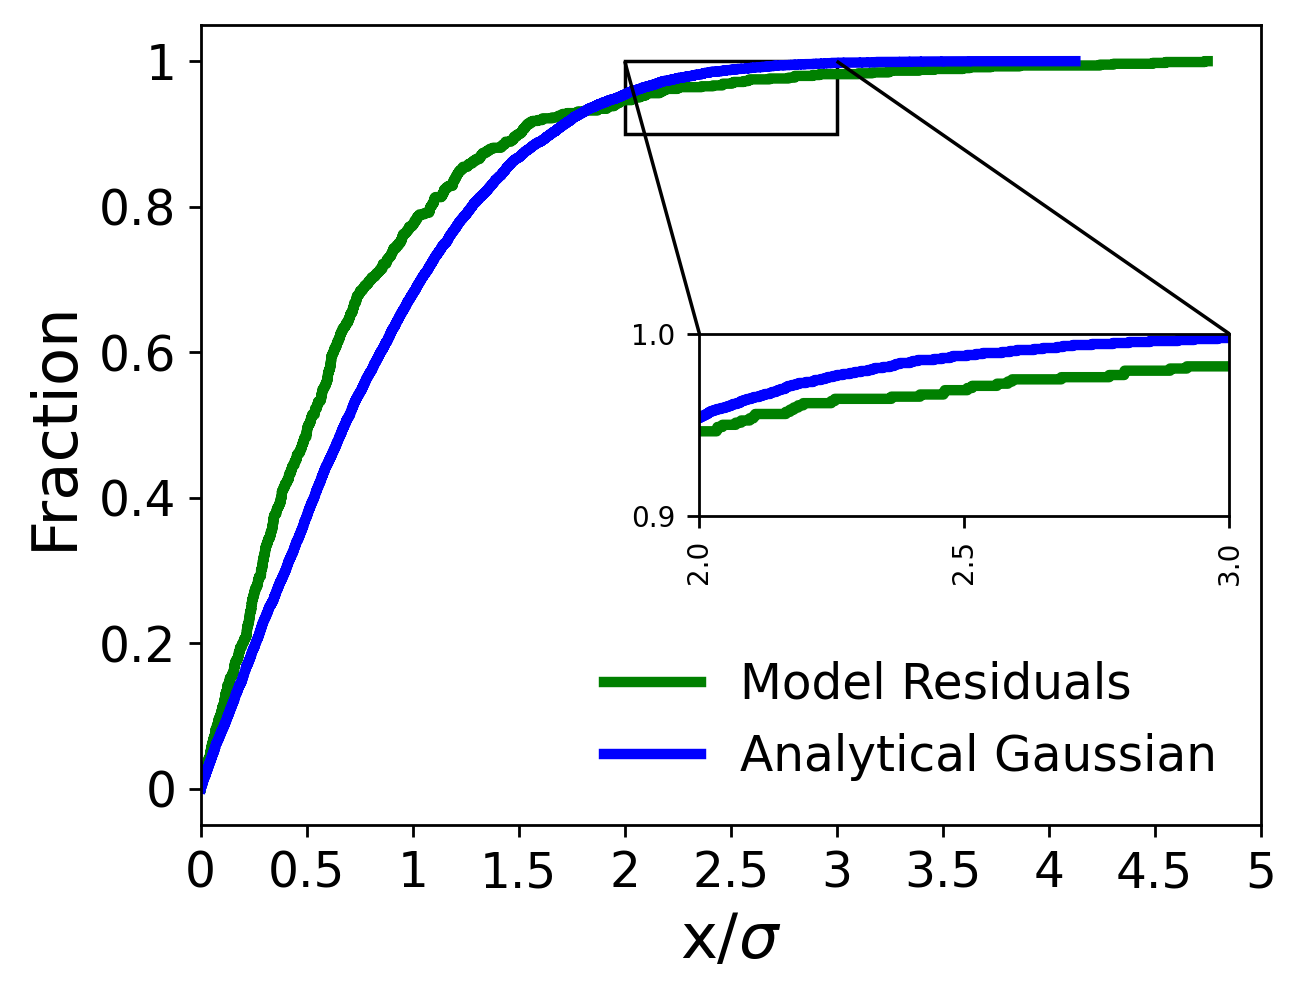 1
0.8
0.6
0.4
0.2
0
Fraction
1.0
0.9
2.0
2.5
3.0
Model Residuals
Analytical Gaussian
0 0.5 1 1.5 2 2.5 3 3.5 4 4.5 5
x/σ